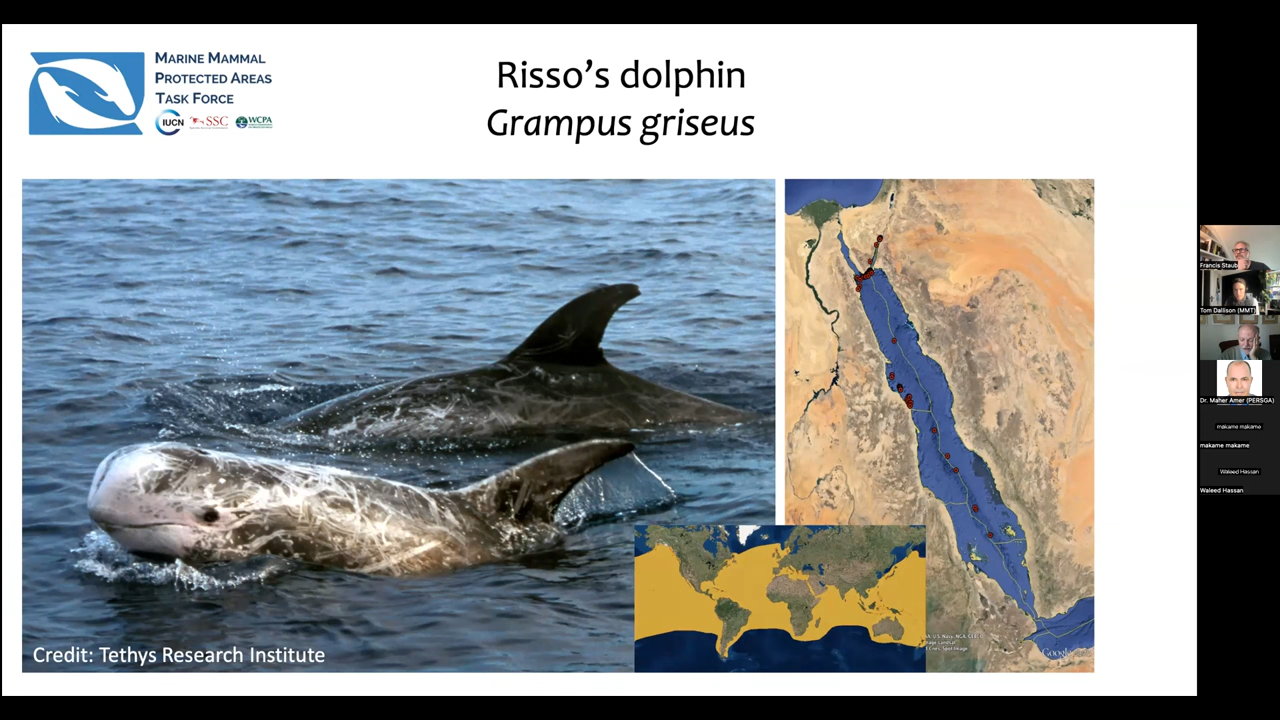 MARINE MAMMAL
PROTECTED AREAS
TASK FORCE
IUCN
SSC
WCPA
Risso's dolphin
Grampus griseus
Credit: Tethys Research Institute
Google
Francis Staub
Tom Dallison (MMT)
Dr. Maher Amer (PERSGA)
makame makame
makame makame
Waleed Hassan
Waleed Hassan